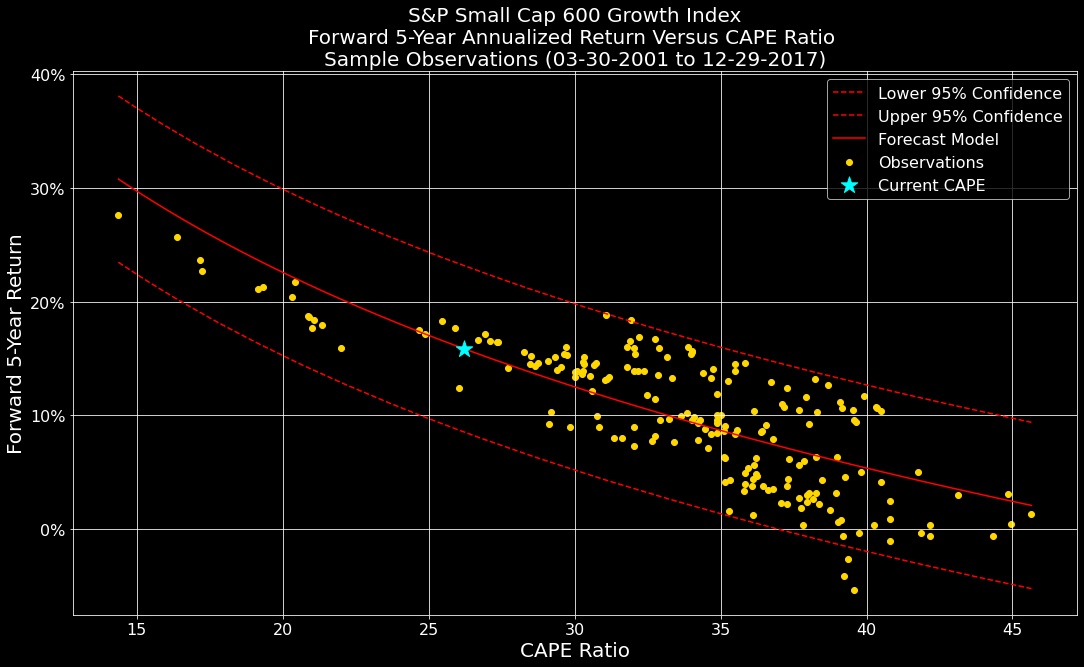 S&P Small Cap 600 Growth Index
Forward 5-Year Annualized Return Versus CAPE Ratio
Sample Observations (03-30-2001 to 12-29-2017)
40%
30%
20%
10%
0%
Forward 5-Year Return
Lower 95% Confidence
Upper 95% Confidence
Forecast Model
Observations
Current CAPE
15
20
25
30
35
40
45
CAPE Ratio